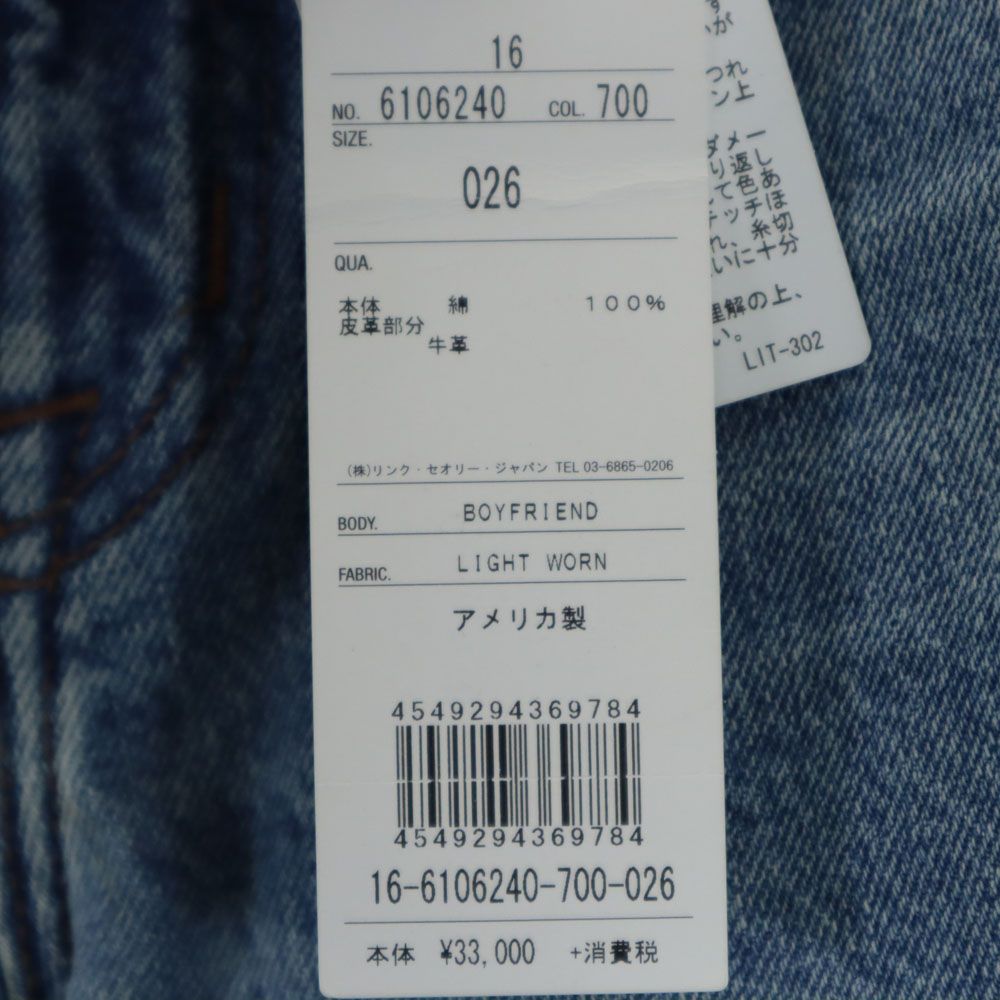 16
NO. 6106240 COL. 700
SIZE.
026
QUA.
本体 綿 100%
皮革部分
牛革
(株)リンク・セオリー・ジャパン TEL 03-6865-0206
BODY. BOYFRIEND
FABRIC. LIGHT WORN
アメリカ製
4549294369784
4549294369784
16-6106240-700-026
本体 ¥33,000 +消費税
す
が
つれ
ン上
ダメー
り返し
て色あ
テッチほ
れ、糸切
いに十分
理解の上、
い。
LIT-302